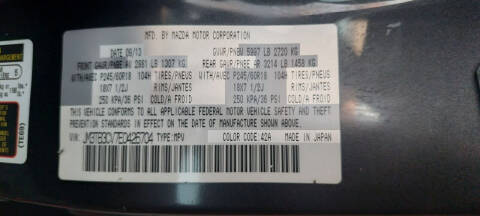 MFD. BY MAZDA MOTOR CORPORATION
DATE 09/13 GVWR/PNBV 5997 LB 2720 KG
FRONT GAWR/PNBE AV 2881 LB 1307 KG REAR GAWR/PNBE AR 3214 LB 1458 KG
WITH/AVEC P245/60R18 104H TIRES/PNEUS WITH/AVEC P245/60R18 104H TIRES/PNEUS
18X7 1/2J RIMS/JANTES 18X7 1/2J RIMS/JANTES
250 KPA/36 PSI COLD/A FROID 250 KPA/36 PSI COLD/A FROID
THIS VEHICLE CONFORMS TO ALL APPLICABLE FEDERAL MOTOR VEHICLE SAFETY AND THEFT
PREVENTION STANDARDS IN EFFECT ON THE DATE OF MANUFACTURE SHOWN ABOVE.
VIN: JM3TB3CV7E0426704 TYPE:MPV COLOR CODE:42A MADE IN JAPAN
(TE69)